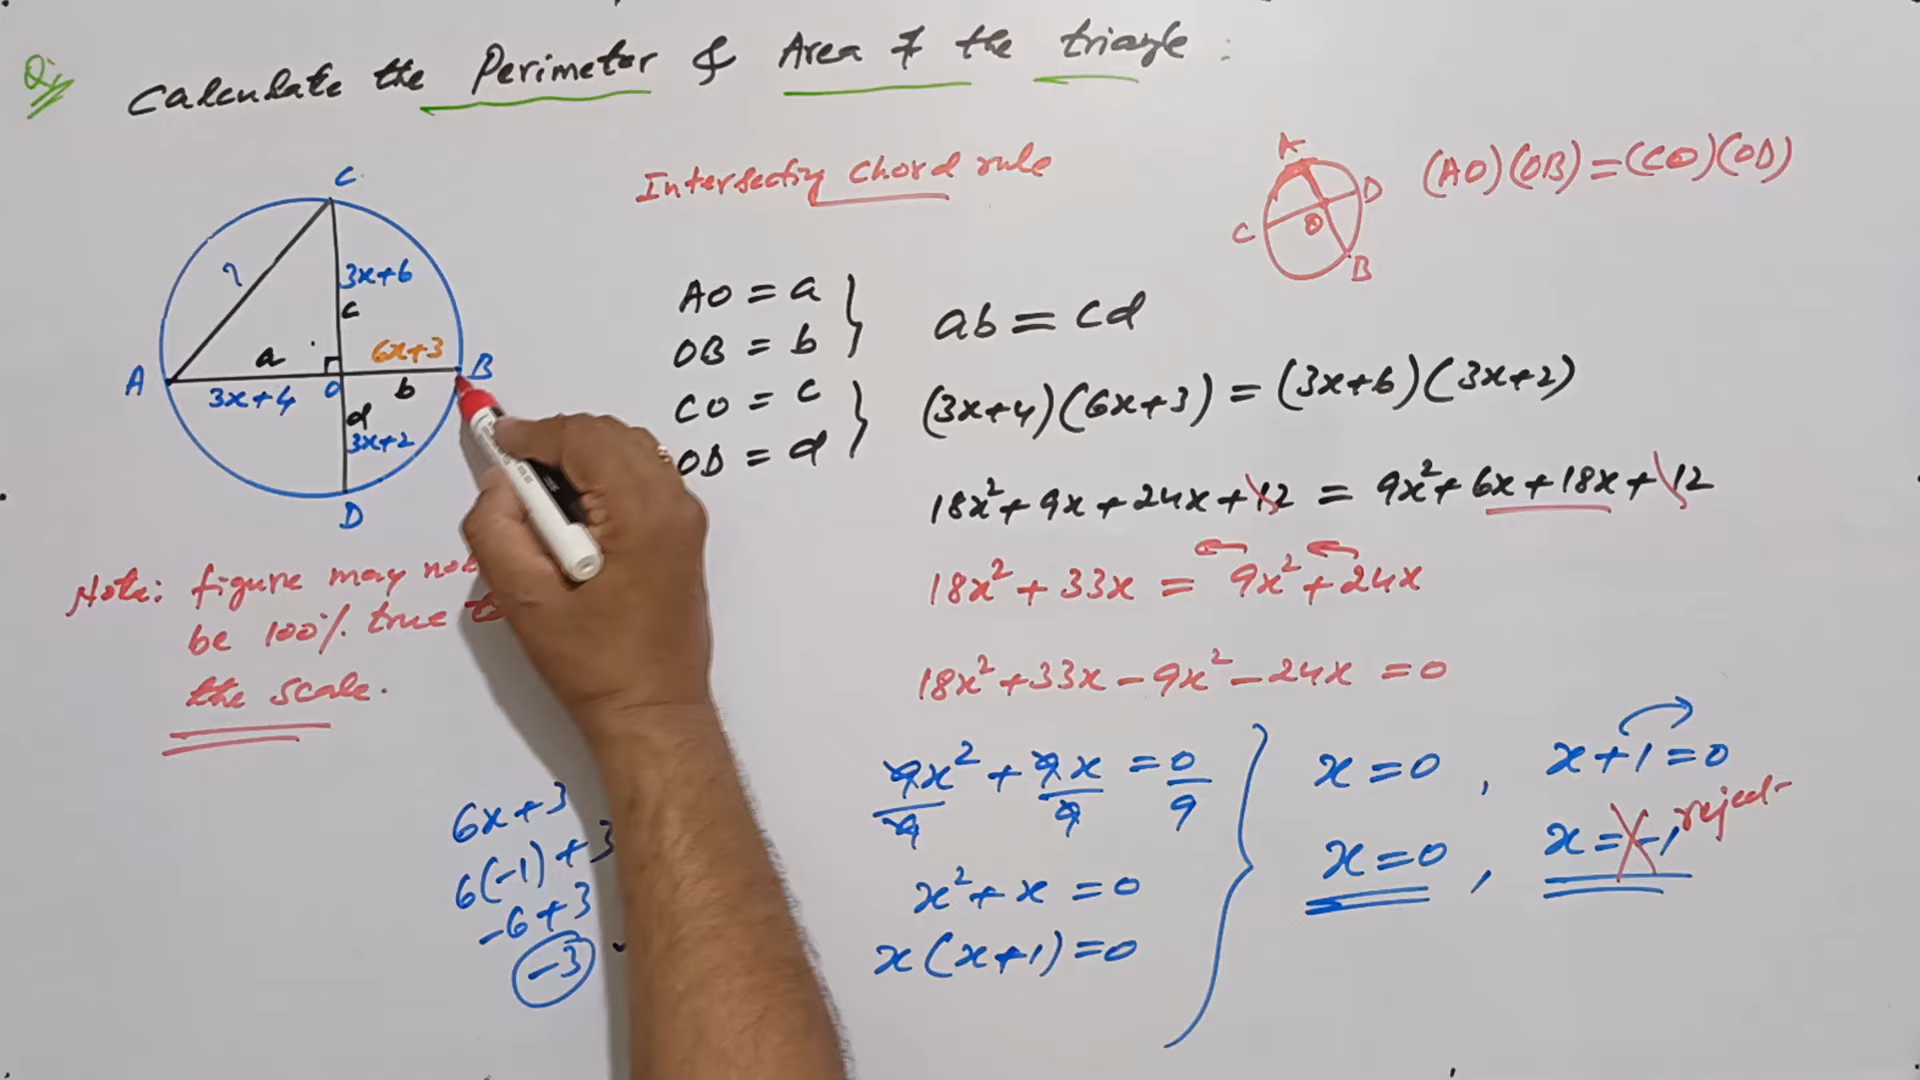 Q:
Calculate the Perimeter & Area of the triangle :
Intersecting Chord rule
A
D
O
C
B
(AO)(OB)=(CO)(OD)
C
?
3x+6
c
a
6x+3
A
B
3x+4
O
b
d
3x+2
D
AO = a
OB = b
CO = c
OD = d
ab = cd
(3x+4)(6x+3) = (3x+6)(3x+2)
18x²+9x+24x+12 = 9x²+6x+18x+12
18x²+33x = 9x²+24x
18x²+33x-9x²-24x = 0
Note: figure may
be 100% true
the scale.
6x+3
6(-1)+3
-6+3
-3
9x²/9 + 9x/9 = 0/9
x²+x = 0
x(x+1)=0
x=0 , x+1=0
x=0 , x=-1 reject